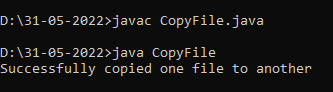 D:\31-05-2022>javac CopyFile.java
D:\31-05-2022>java CopyFile
Successfully copied one file to another